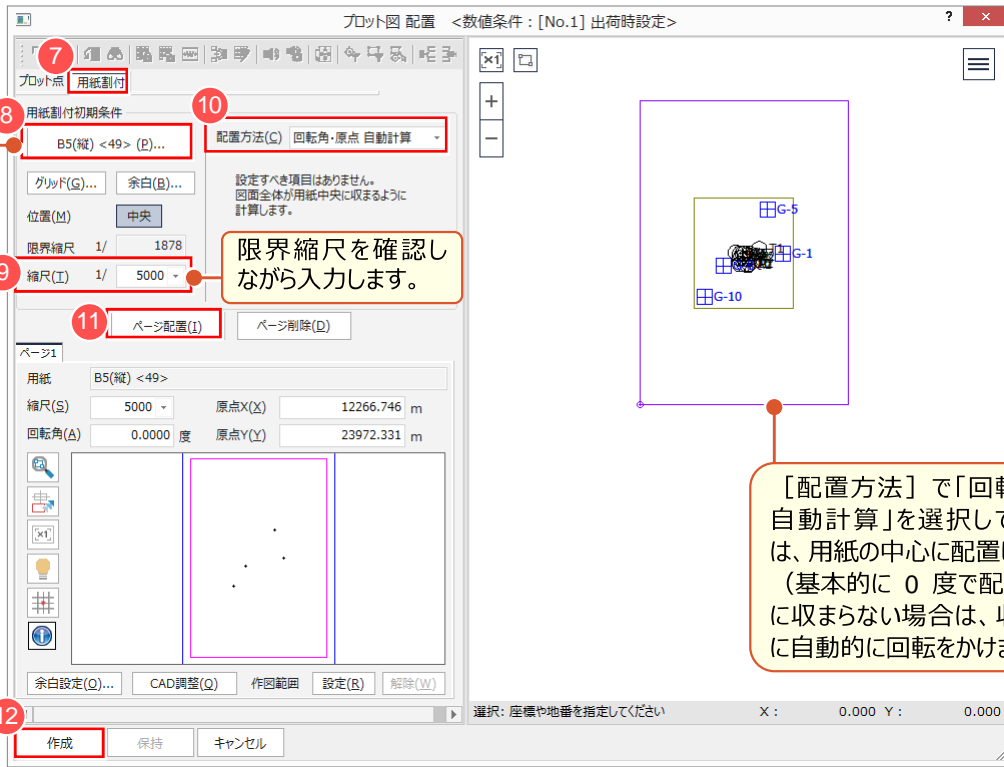 プロット図 配置 <数値条件 : [No.1] 出荷時設定>
? ×
7
プロット点 用紙割付
8
用紙割付初期条件
10
B5(縦) <49> (P)...
配置方法(C) 回転角・原点 自動計算
グリッド(G)... 余白(B)...
設定すべき項目はありません。
図面全体が用紙中央に収まるように
計算します。
位置(M) 中央
限界縮尺 1/ 1878
9
縮尺(T) 1/ 5000
限界縮尺を確認し
ながら入力します。
11
ページ配置(I) ページ削除(D)
ページ1
用紙 B5(縦) <49>
縮尺(S) 5000 原点X(X) 12266.746 m
回転角(A) 0.0000 度 原点Y(Y) 23972.331 m
余白設定(O)... CAD調整(Q) 作図範囲 設定(R) 解除(W)
12
作成 保持 キャンセル
×1
+
−
G-5
G-1
G-10
［配置方法］で「回転
自動計算」を選択して
は、用紙の中心に配置
（基本的に 0 度で配
に収まらない場合は、
に自動的に回転をかけ
選択: 座標や地番を指定してください X : 0.000 Y : 0.000